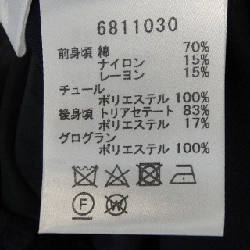 6811030
前身頃 綿 70%
ナイロン 15%
レーヨン 15%
チュール
ポリエステル 100%
後身頃 トリアセテート 83%
ポリエステル 17%
グログラン
ポリエステル 100%
F W